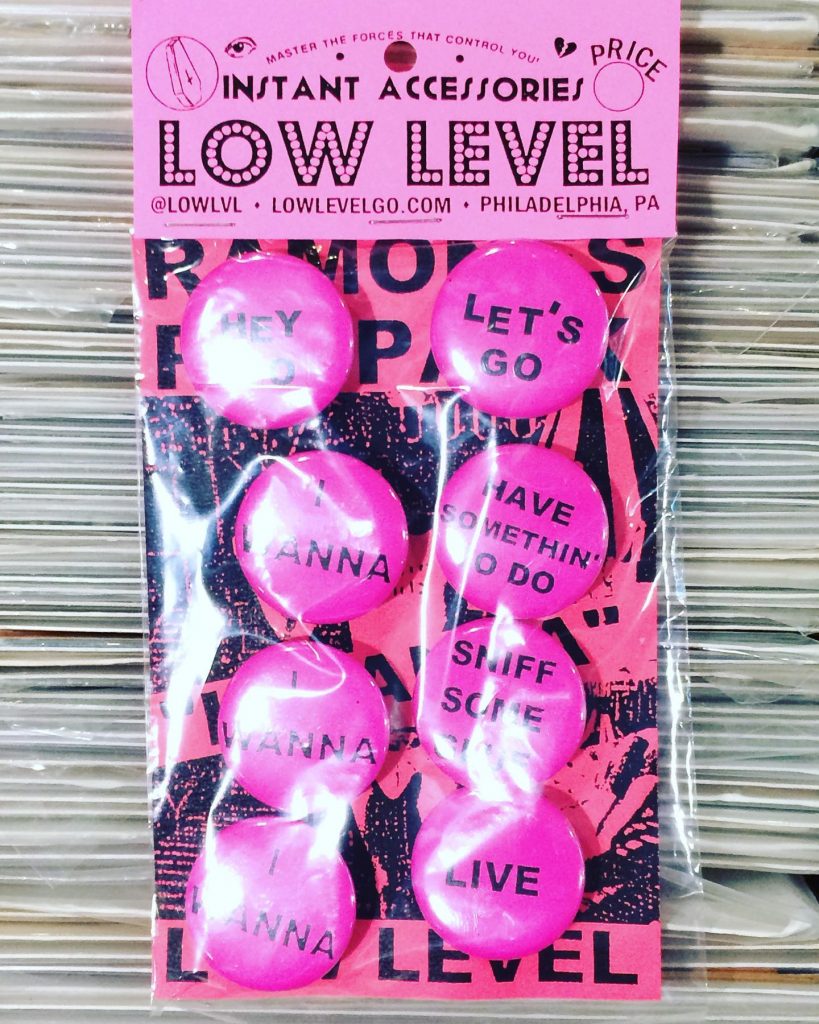 MASTER THE FORCES THAT CONTROL YOU!
PRICE
INSTANT ACCESSORIES
LOW LEVEL
@LOWLVL • LOWLEVELGO.COM • PHILADELPHIA, PA
HEY
LET'S
GO
I
WANNA
HAVE
SOMETHIN'
O DO
I
WANNA
SNIFF
SOME
I
WANNA
LIVE
LEVEL